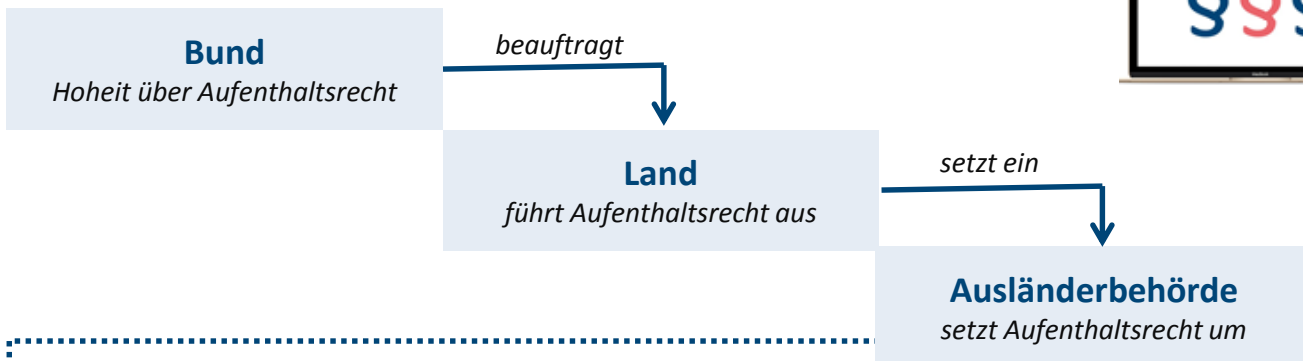 §§§
Bund
Hoheit über Aufenthaltsrecht
beauftragt
Land
führt Aufenthaltsrecht aus
setzt ein
Ausländerbehörde
setzt Aufenthaltsrecht um